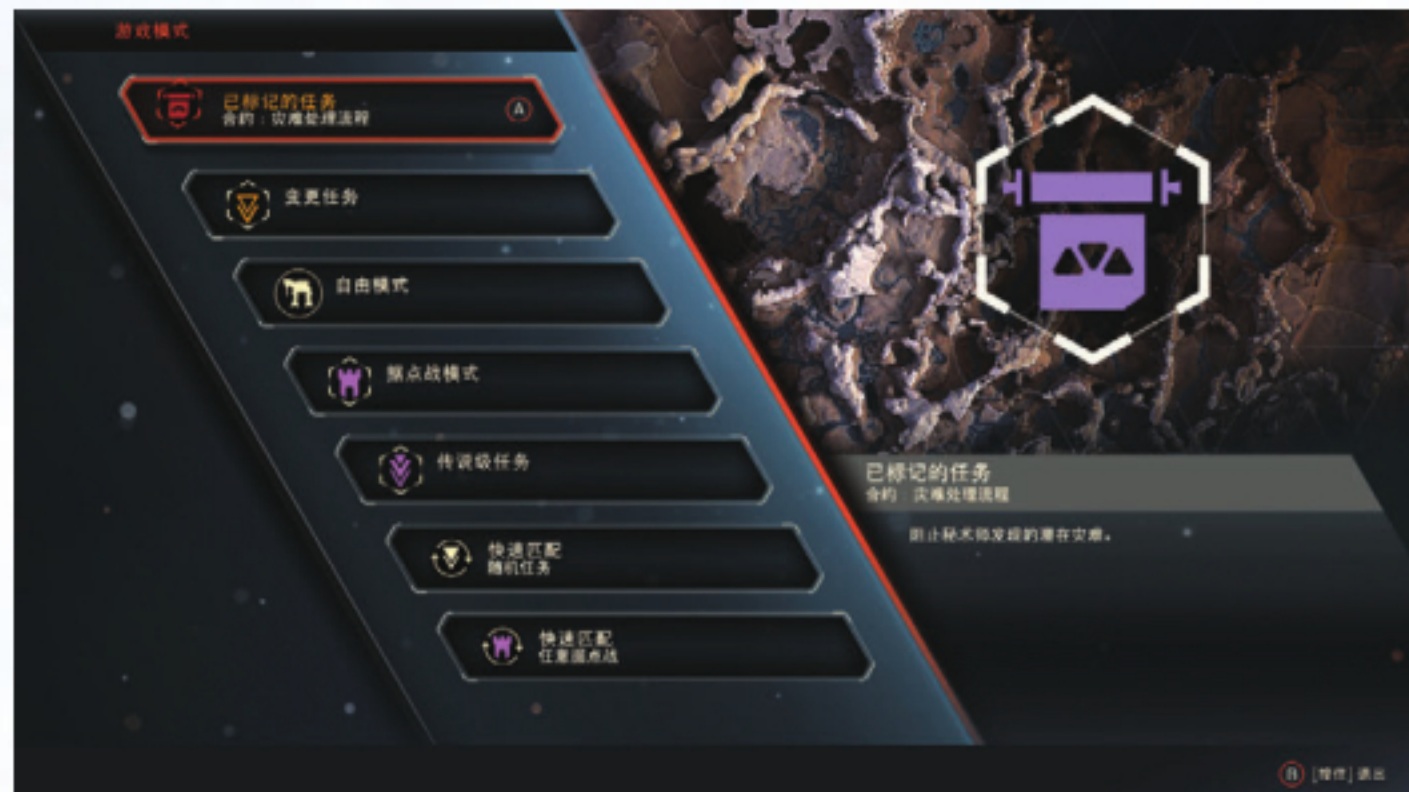 游戏模式
已标记的任务
合约：灾难处理流程
A
变更任务
自由模式
据点战模式
传说级任务
快速匹配
随机任务
快速匹配
任意据点战
已标记的任务
合约：灾难处理流程
阻止秘术师发现的潜在灾难。
B [按住] 退出